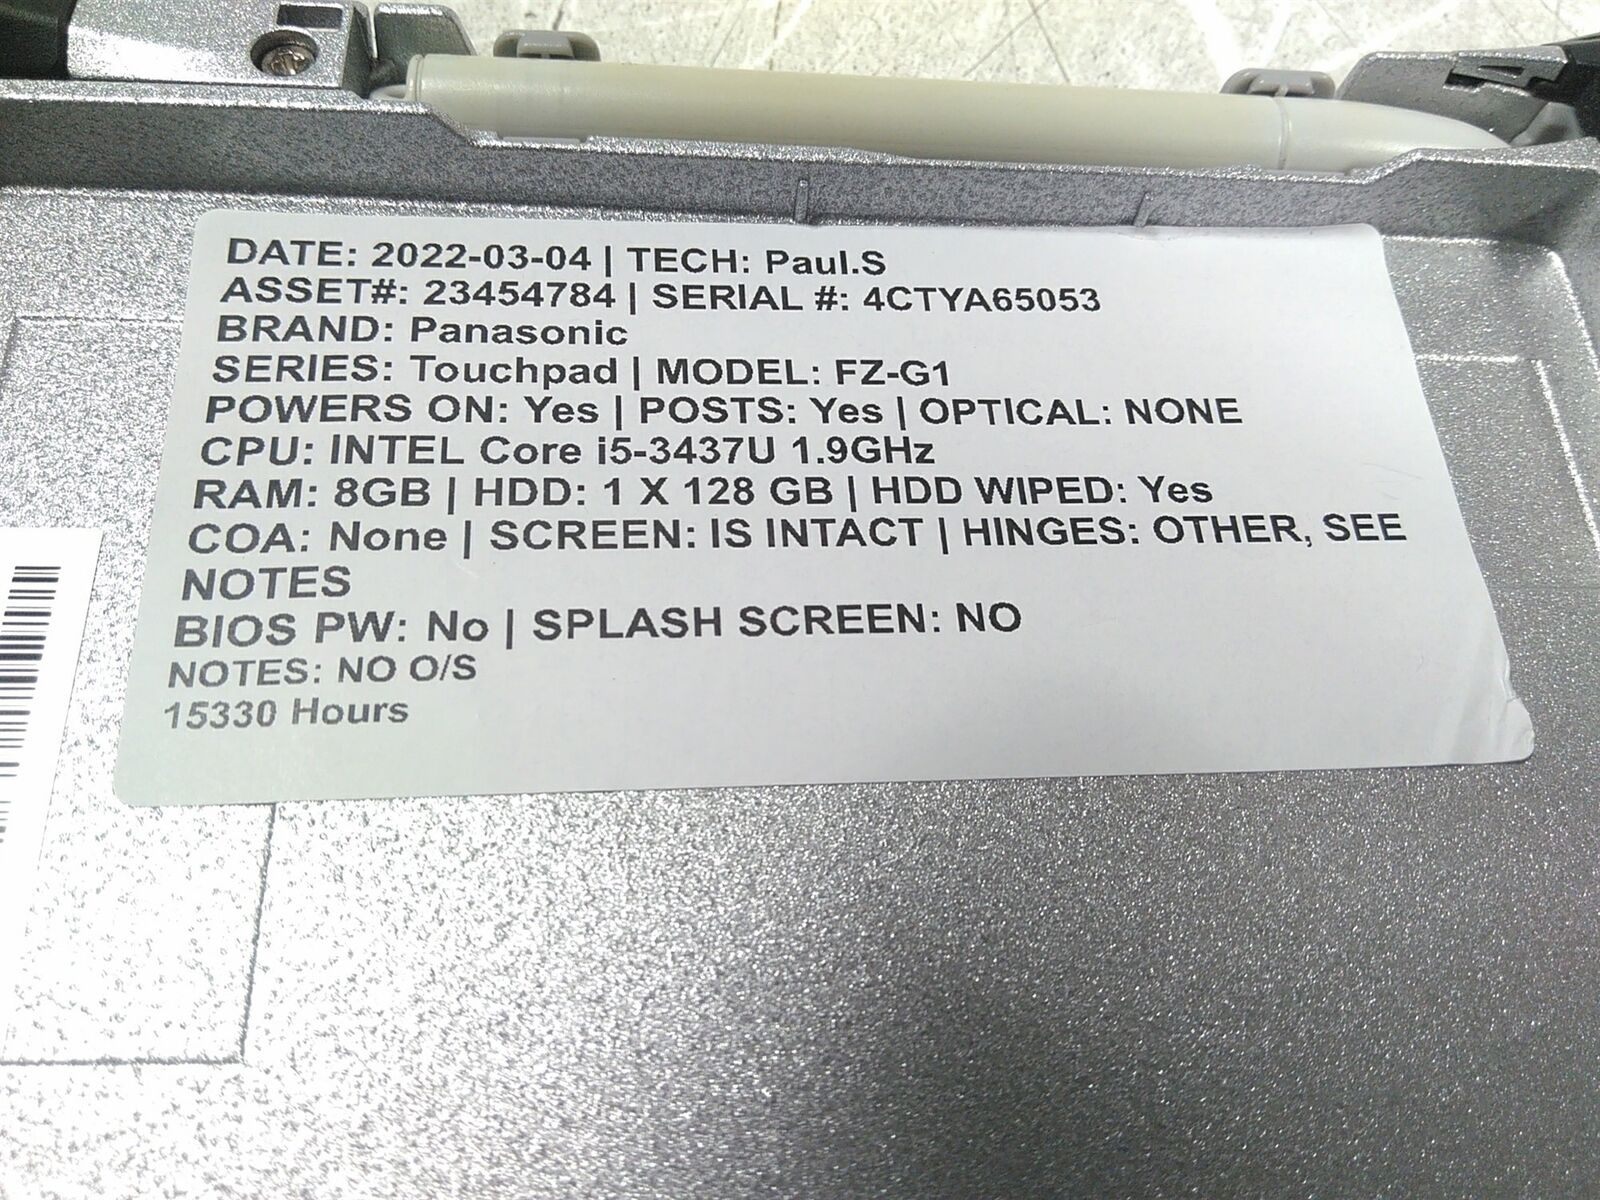 DATE: 2022-03-04 | TECH: Paul.S
ASSET#: 23454784 | SERIAL #: 4CTYA65053
BRAND: Panasonic
SERIES: Touchpad | MODEL: FZ-G1
POWERS ON: Yes | POSTS: Yes | OPTICAL: NONE
CPU: INTEL Core i5-3437U 1.9GHz
RAM: 8GB | HDD: 1 X 128 GB | HDD WIPED: Yes
COA: None | SCREEN: IS INTACT | HINGES: OTHER, SEE
NOTES
BIOS PW: No | SPLASH SCREEN: NO
NOTES: NO O/S
15330 Hours